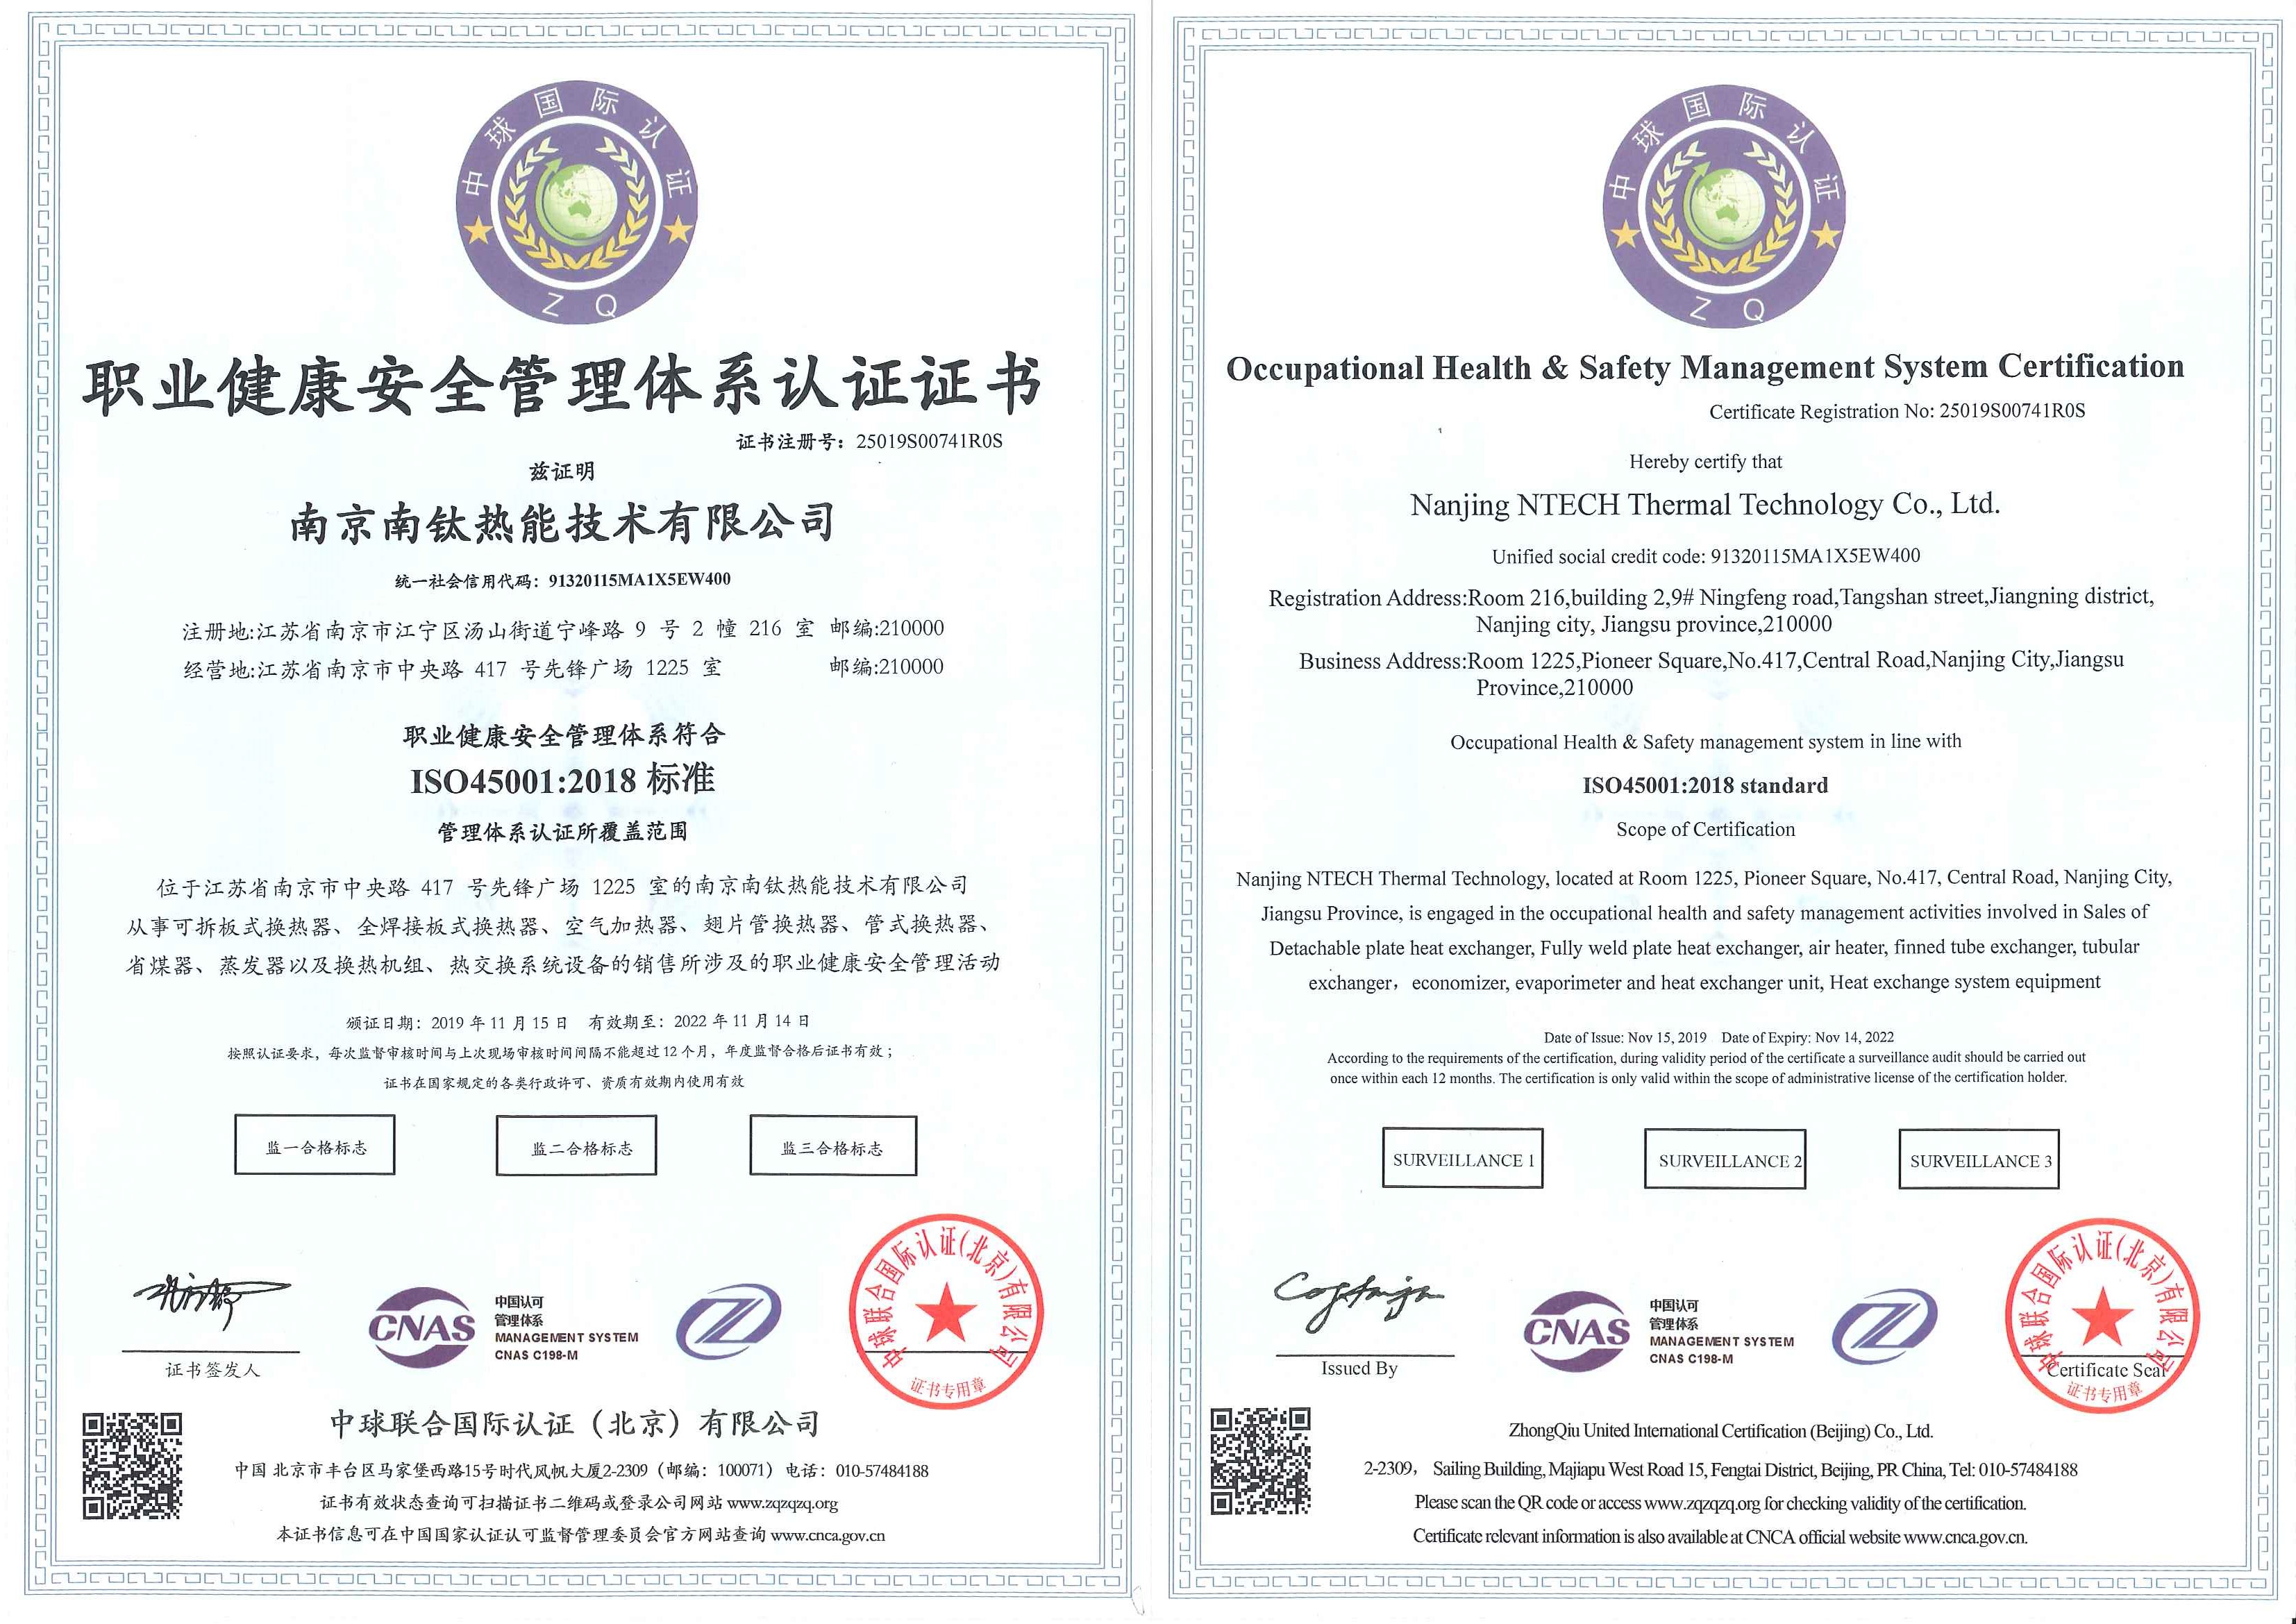 中球国际认证
ZQ
职业健康安全管理体系认证证书
证书注册号：25019S00741R0S
兹证明
南京南钛热能技术有限公司
统一社会信用代码：91320115MA1X5EW400
注册地:江苏省南京市江宁区汤山街道宁峰路 9 号 2 幢 216 室 邮编:210000
经营地:江苏省南京市中央路 417 号先锋广场 1225 室 邮编:210000
职业健康安全管理体系符合
ISO45001:2018 标准
管理体系认证所覆盖范围
位于江苏省南京市中央路 417 号先锋广场 1225 室的南京南钛热能技术有限公司
从事可拆板式换热器、全焊接板式换热器、空气加热器、翅片管换热器、管式换热器、
省煤器、蒸发器以及换热机组、热交换系统设备的销售所涉及的职业健康安全管理活动
颁证日期：2019 年 11 月 15 日 有效期至：2022 年 11 月 14 日
按照认证要求，每次监督审核时间与上次现场审核时间间隔不能超过 12 个月，年度监督合格后证书有效；
证书在国家规定的各类行政许可、资质有效期内使用有效
监一合格标志
监二合格标志
监三合格标志
证书签发人
CNAS
中国认可
管理体系
MANAGEMENT SYSTEM
CNAS C198-M
中球联合国际认证(北京)有限公司
证书专用章
中球联合国际认证（北京）有限公司
中国 北京市丰台区马家堡西路15号时代风帆大厦2-2309（邮编：100071）电话：010-57484188
证书有效状态查询可扫描证书二维码或登录公司网站 www.zqzqzq.org
本证书信息可在中国国家认证认可监督管理委员会官方网站查询 www.cnca.gov.cn
中球国际认证
ZQ
Occupational Health & Safety Management System Certification
Certificate Registration No: 25019S00741R0S
Hereby certify that
Nanjing NTECH Thermal Technology Co., Ltd.
Unified social credit code: 91320115MA1X5EW400
Registration Address:Room 216,building 2,9# Ningfeng road,Tangshan street,Jiangning district,
Nanjing city, Jiangsu province,210000
Business Address:Room 1225,Pioneer Square,No.417,Central Road,Nanjing City,Jiangsu
Province,210000
Occupational Health & Safety management system in line with
ISO45001:2018 standard
Scope of Certification
Nanjing NTECH Thermal Technology, located at Room 1225, Pioneer Square, No.417, Central Road, Nanjing City,
Jiangsu Province, is engaged in the occupational health and safety management activities involved in Sales of
Detachable plate heat exchanger, Fully weld plate heat exchanger, air heater, finned tube exchanger, tubular
exchanger， economizer, evaporimeter and heat exchanger unit, Heat exchange system equipment
Date of Issue: Nov 15, 2019 Date of Expiry: Nov 14, 2022
According to the requirements of the certification, during validity period of the certificate a surveillance audit should be carried out
once within each 12 months. The certification is only valid within the scope of administrative license of the certification holder.
SURVEILLANCE 1
SURVEILLANCE 2
SURVEILLANCE 3
Issued By
CNAS
中国认可
管理体系
MANAGEMENT SYSTEM
CNAS C198-M
中球联合国际认证(北京)有限公司
Certificate Seal
证书专用章
ZhongQiu United International Certification (Beijing) Co., Ltd.
2-2309， Sailing Building, Majiapu West Road 15, Fengtai District, Beijing, PR China, Tel: 010-57484188
Please scan the QR code or access www.zqzqzq.org for checking validity of the certification.
Certificate relevant information is also available at CNCA official website www.cnca.gov.cn.